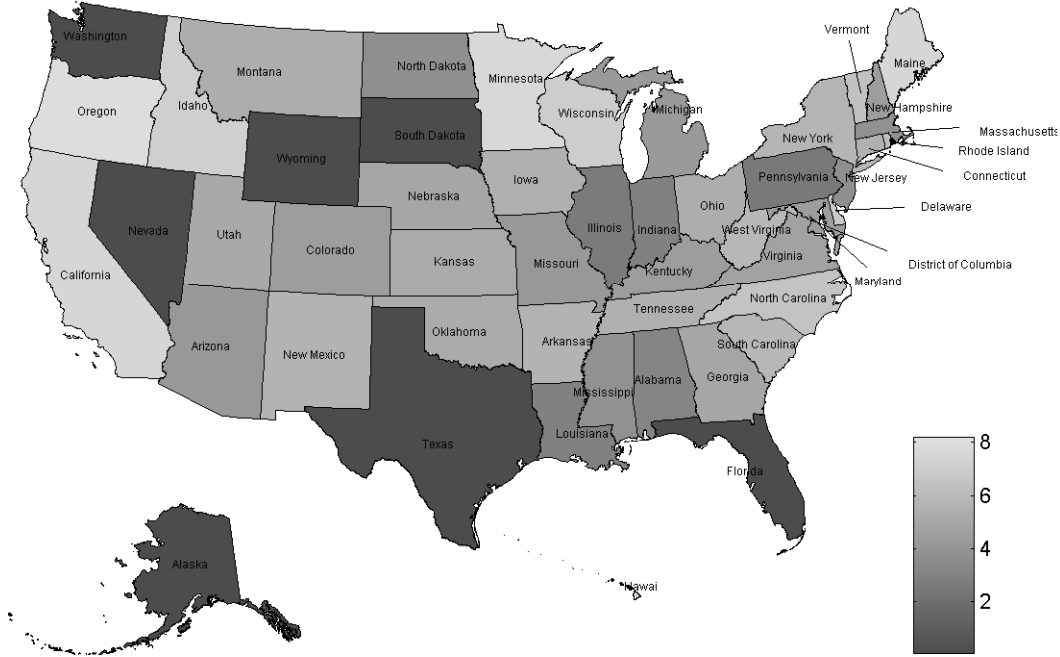 Washington
Vermont
Maine
Montana
North Dakota
Minnesota
Oregon
Idaho
Wisconsin
Michigan
New Hampshire
South Dakota
New York
Massachusetts
Rhode Island
Wyoming
Connecticut
Pennsylvania
New Jersey
Iowa
Nebraska
Ohio
Delaware
Nevada
Utah
Illinois
Indiana
West Virginia
Colorado
Virginia
District of Columbia
California
Kansas
Missouri
Kentucky
Maryland
North Carolina
Tennessee
Oklahoma
Arkansas
South Carolina
Arizona
New Mexico
Georgia
Alabama
Mississippi
Louisiana
Texas
Florida
Alaska
Hawai
8
6
4
2